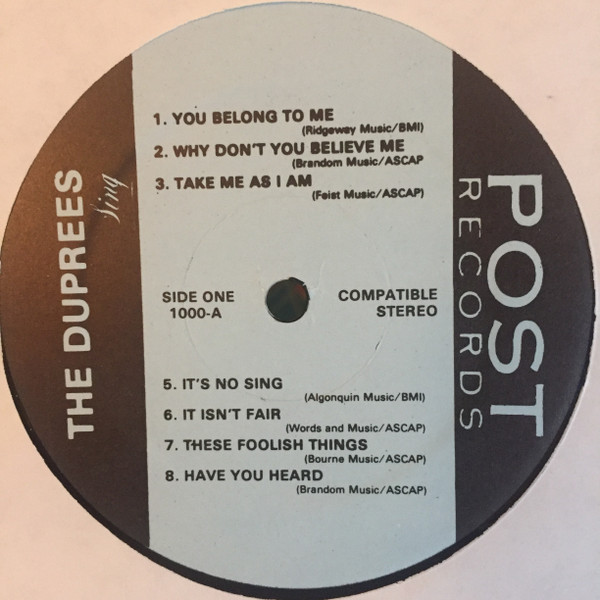 THE DUPREES
Sing
1. YOU BELONG TO ME
(Ridgeway Music/BMI)
2. WHY DON'T YOU BELIEVE ME
(Brandom Music/ASCAP
3. TAKE ME AS I AM
(Feist Music/ASCAP)
SIDE ONE
1000-A
COMPATIBLE
STEREO
5. IT'S NO SING
(Algonquin Music/BMI)
6. IT ISN'T FAIR
(Words and Music/ASCAP)
7. THESE FOOLISH THINGS
(Bourne Music/ASCAP)
8. HAVE YOU HEARD
(Brandom Music/ASCAP)
POST
RECORDS